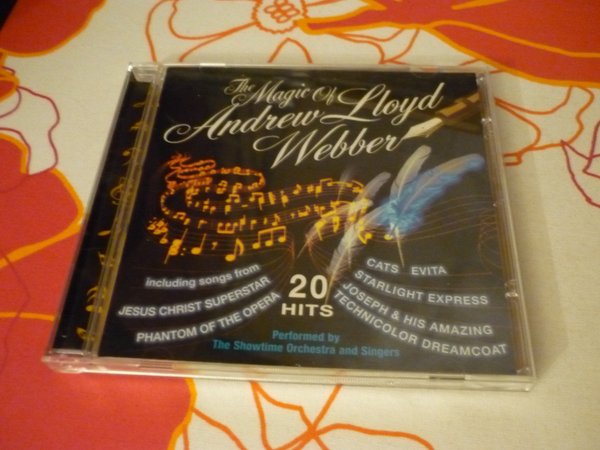 The Magic Of
Andrew Lloyd
Webber
including songs from
JESUS CHRIST SUPERSTAR
PHANTOM OF THE OPERA
20
HITS
CATS EVITA
STARLIGHT EXPRESS
JOSEPH & HIS AMAZING
TECHNICOLOR DREAMCOAT
Performed by
The Showtime Orchestra and Singers